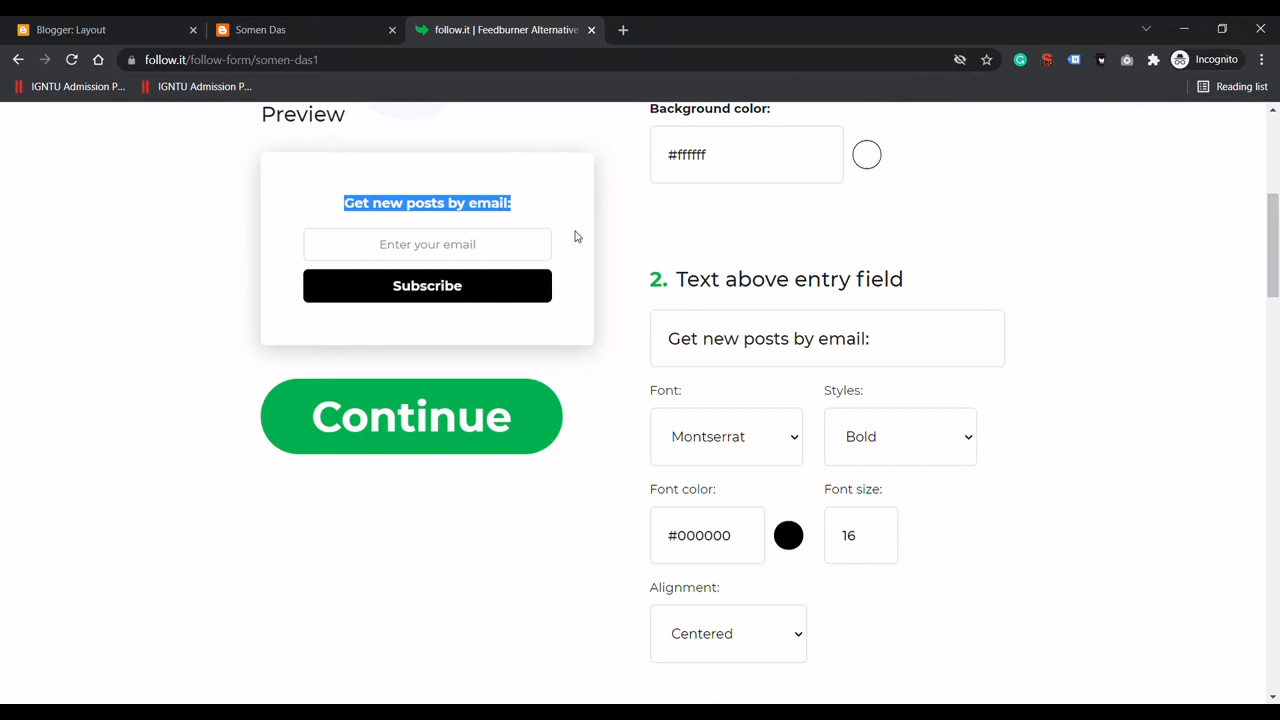 Blogger: Layout
Somen Das
follow.it | Feedburner Alternative
follow.it/follow-form/somen-das1
Incognito
IGNTU Admission P...
IGNTU Admission P...
Reading list
Preview
Get new posts by email:
Enter your email
Subscribe
Continue
Background color:
#ffffff
2. Text above entry field
Get new posts by email:
Font: Styles:
Montserrat Bold
Font color: Font size:
#000000 16
Alignment:
Centered